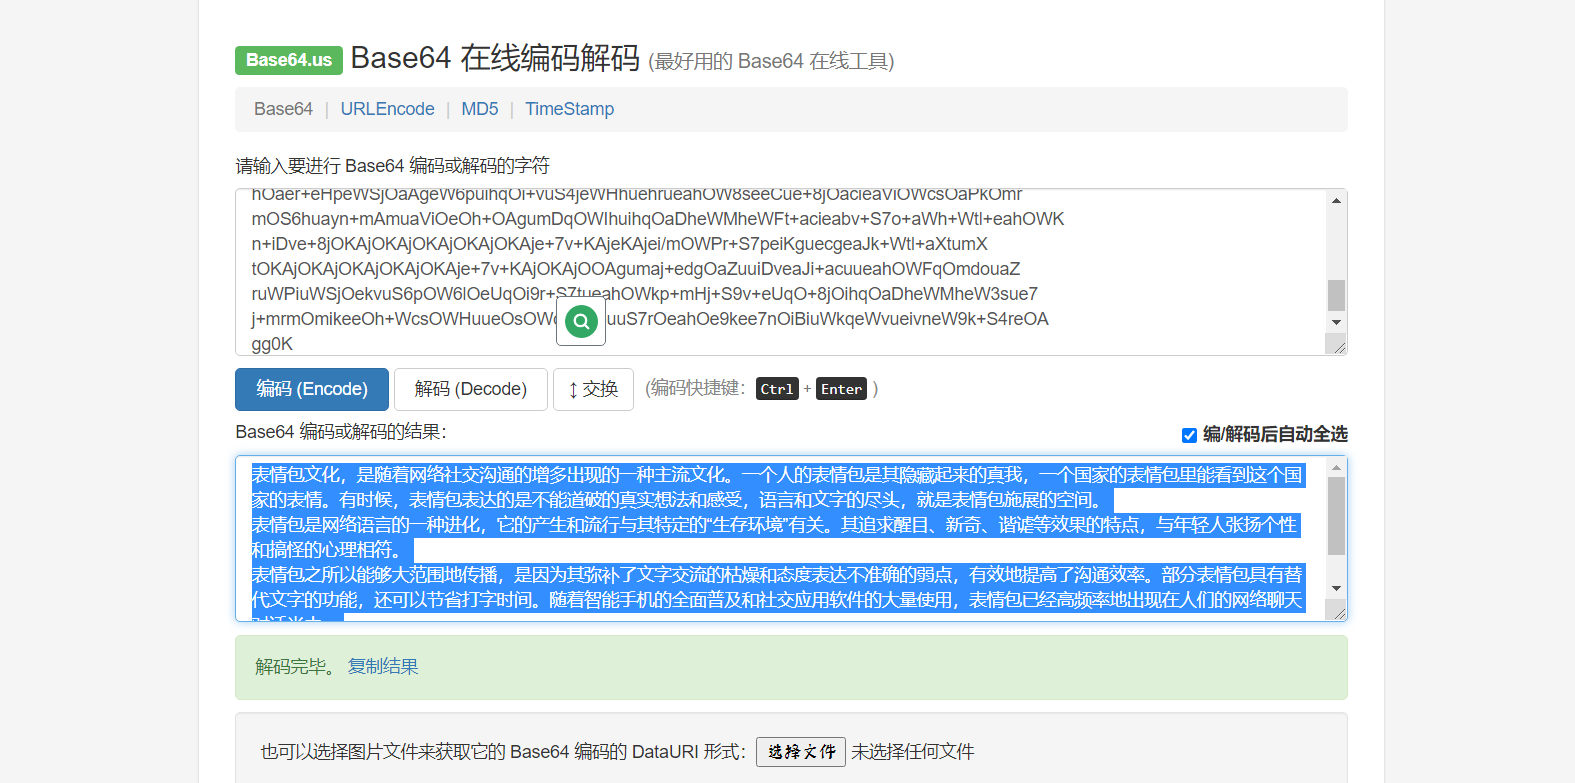 Base64.us Base64 在线编码解码 (最好用的 Base64 在线工具)
Base64 | URLEncode | MD5 | TimeStamp
请输入要进行 Base64 编码或解码的字符
mOS6huayn+mAmuaViOeOh+OAgumDqOWIhuihqOaDheWMheWFt+acieabv+S7o+aWh+Wtl+eahOWK
n+iDve+8jOKAjOKAjOKAjOKAjOKAje+7v+KAjeKAjei/mOWPr+S7peiKguecgeaJk+Wtl+aXtumX
tOKAjOKAjOKAjOKAjOKAje+7v+KAjOKAjOOAgumaj+edgOaZuuiDveaJi+acuueahOWFqOmdouaZ
ruWPiuWSjOekvuS6pOW6lOeUqOi9r+S7tueahOWkp+mHj+S9v+eUqO+8jOihqOaDheWMheW3sue7
j+mrmOmikeeOh+WcsOWHuueOsOWc
uuS7rOeahOe9kee7nOiBiuWkqeWvueivneW9k+S4reOA
gg0K
编码 (Encode) 解码 (Decode) ↕ 交换 (编码快捷键： Ctrl + Enter )
Base64 编码或解码的结果： 编/解码后自动全选
表情包文化，是随着网络社交沟通的增多出现的一种主流文化。一个人的表情包是其隐藏起来的真我，一个国家的表情包里能看到这个国
家的表情。有时候，表情包表达的是不能道破的真实想法和感受，语言和文字的尽头，就是表情包施展的空间。
表情包是网络语言的一种进化，它的产生和流行与其特定的“生存环境”有关。其追求醒目、新奇、谐谑等效果的特点，与年轻人张扬个性
和搞怪的心理相符。
表情包之所以能够大范围地传播，是因为其弥补了文字交流的枯燥和态度表达不准确的弱点，有效地提高了沟通效率。部分表情包具有替
代文字的功能，还可以节省打字时间。随着智能手机的全面普及和社交应用软件的大量使用，表情包已经高频率地出现在人们的网络聊天
解码完毕。 复制结果
也可以选择图片文件来获取它的 Base64 编码的 DataURI 形式： 选择文件 未选择任何文件